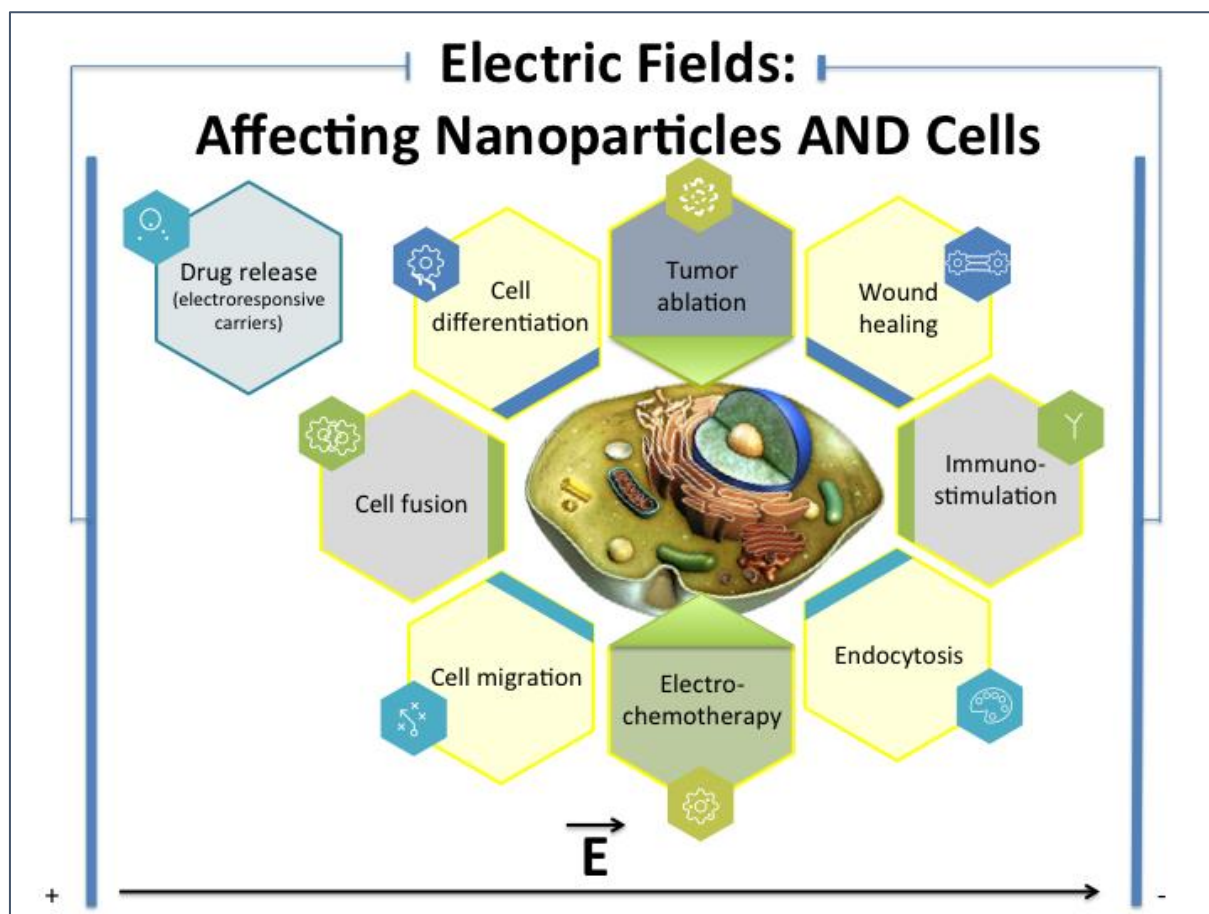 Electric Fields:
Affecting Nanoparticles AND Cells
Drug release
(electroresponsive
carriers)
Cell
differentiation
Tumor
ablation
Wound
healing
Cell fusion
Immuno-
stimulation
Cell migration
Electro-
chemotherapy
Endocytosis
E
+
-